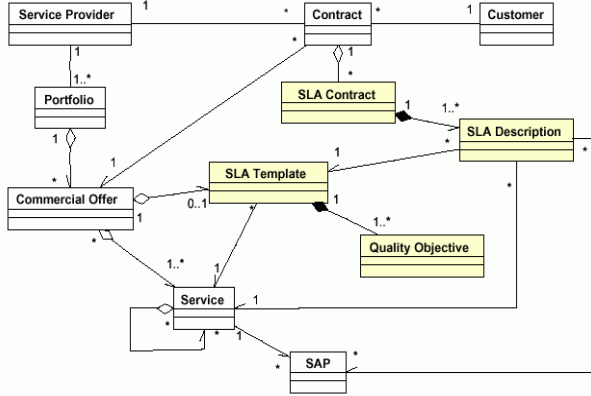 Service Provider
1
*
Contract
*
1
Customer
1
*
1
1..*
*
SLA Contract
1
1..*
Portfolio
SLA Description
1
*
*
1
1
SLA Template
*
*
Commercial Offer
1
0..1
1
*
1..*
*
Quality Objective
1..*
1
Service
1
*
*
1
*
*
SAP